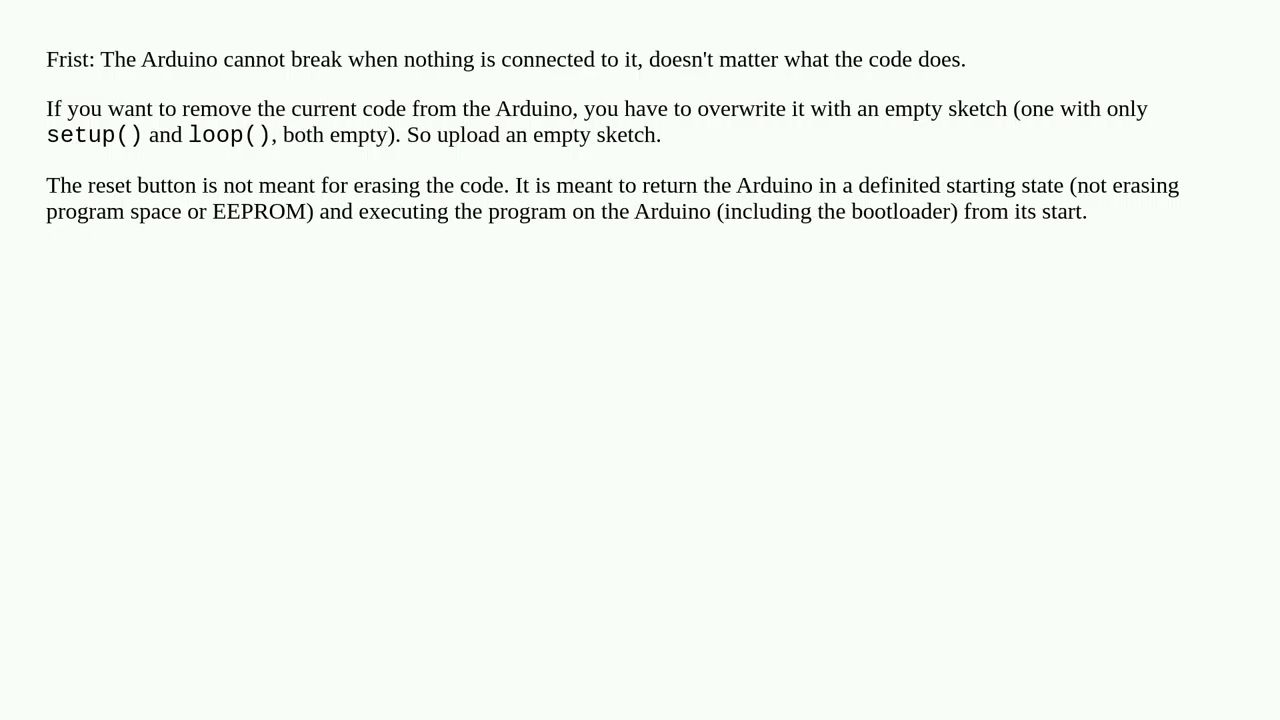 Frist: The Arduino cannot break when nothing is connected to it, doesn't matter what the code does.
If you want to remove the current code from the Arduino, you have to overwrite it with an empty sketch (one with only
setup() and loop(), both empty). So upload an empty sketch.
The reset button is not meant for erasing the code. It is meant to return the Arduino in a definited starting state (not erasing
program space or EEPROM) and executing the program on the Arduino (including the bootloader) from its start.